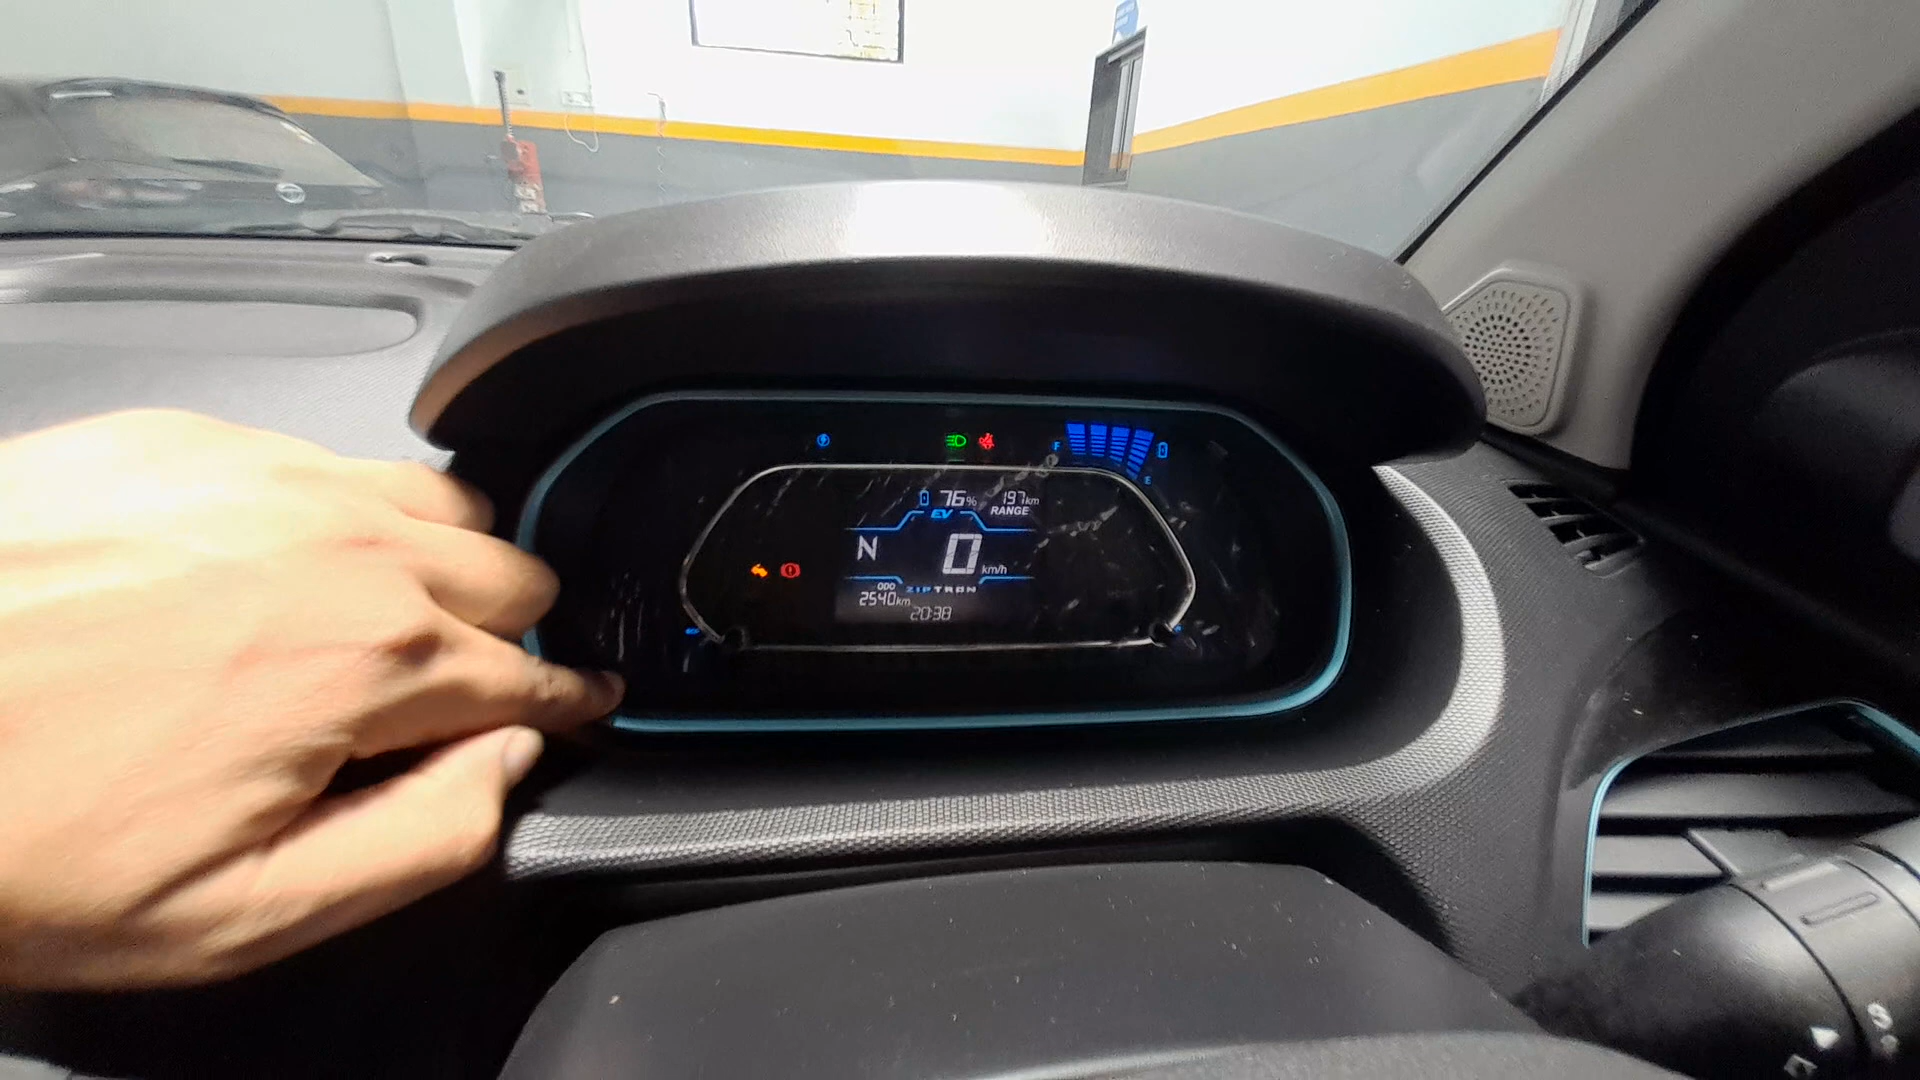 F
E
76% 197km
EV RANGE
N 0 km/h
ODO ZIPTRON
2540km
20:38